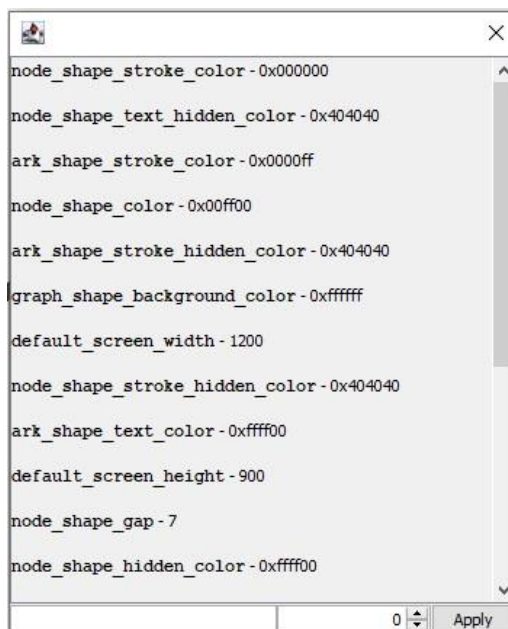 node_shape_stroke_color - 0x000000
node_shape_text_hidden_color - 0x404040
ark_shape_stroke_color - 0x0000ff
node_shape_color - 0x00ff00
ark_shape_stroke_hidden_color - 0x404040
graph_shape_background_color - 0xffffff
default_screen_width - 1200
node_shape_stroke_hidden_color - 0x404040
ark_shape_text_color - 0xffff00
default_screen_height - 900
node_shape_gap - 7
node_shape_hidden_color - 0xffff00
0 Apply